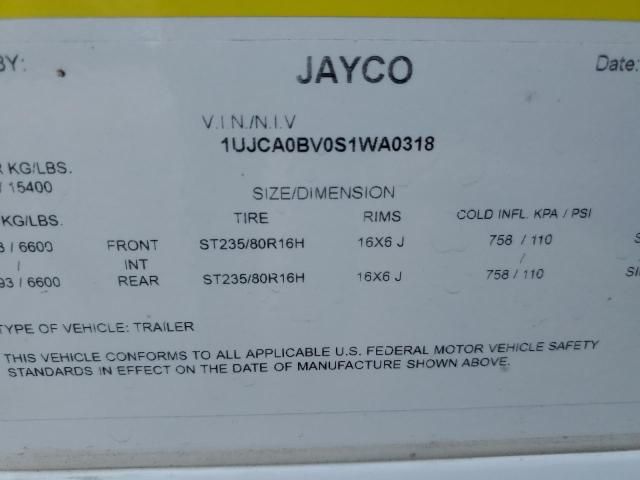 BY: JAYCO Date:
V.I.N./N.I.V
1UJCA0BV0S1WA0318
KG/LBS.
/ 15400
SIZE/DIMENSION
KG/LBS. TIRE RIMS COLD INFL. KPA / PSI
/ 6600 FRONT ST235/80R16H 16X6 J 758 / 110
/ INT /
93 / 6600 REAR ST235/80R16H 16X6 J 758 / 110
TYPE OF VEHICLE: TRAILER
THIS VEHICLE CONFORMS TO ALL APPLICABLE U.S. FEDERAL MOTOR VEHICLE SAFETY
STANDARDS IN EFFECT ON THE DATE OF MANUFACTURE SHOWN ABOVE.